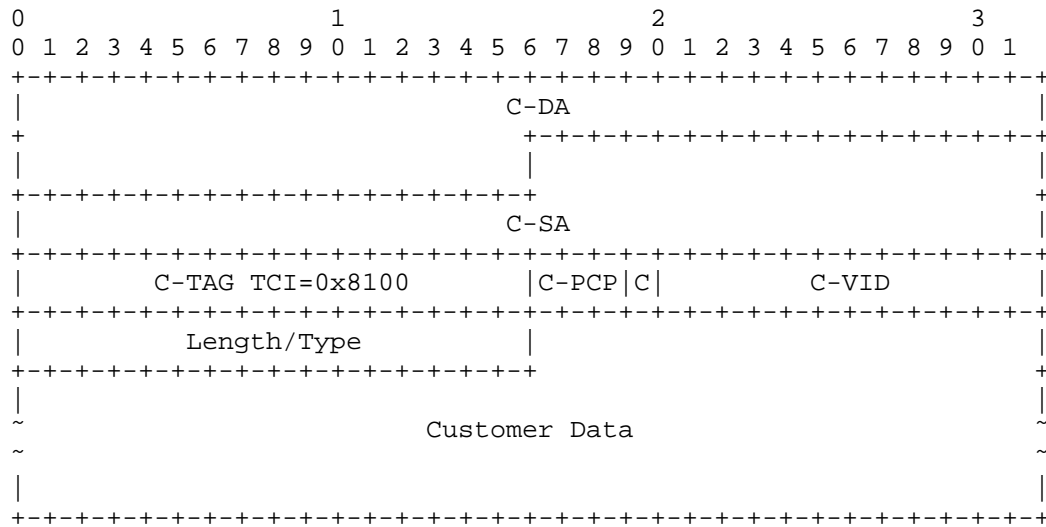 0                   1                   2                   3
0 1 2 3 4 5 6 7 8 9 0 1 2 3 4 5 6 7 8 9 0 1 2 3 4 5 6 7 8 9 0 1
+-+-+-+-+-+-+-+-+-+-+-+-+-+-+-+-+-+-+-+-+-+-+-+-+-+-+-+-+-+-+-+-+
|                              C-DA                             |
+                               +-+-+-+-+-+-+-+-+-+-+-+-+-+-+-+-+
|                               |                               |
+-+-+-+-+-+-+-+-+-+-+-+-+-+-+-+-+                               +
|                              C-SA                             |
+-+-+-+-+-+-+-+-+-+-+-+-+-+-+-+-+-+-+-+-+-+-+-+-+-+-+-+-+-+-+-+-+
|        C-TAG TCI=0x8100       |C-PCP|C|         C-VID         |
+-+-+-+-+-+-+-+-+-+-+-+-+-+-+-+-+-+-+-+-+-+-+-+-+-+-+-+-+-+-+-+-+
|          Length/Type          |                               |
+-+-+-+-+-+-+-+-+-+-+-+-+-+-+-+-+                               +
|                                                               |
~                         Customer Data                         ~
~                                                               ~
|                                                               |
+-+-+-+-+-+-+-+-+-+-+-+-+-+-+-+-+-+-+-+-+-+-+-+-+-+-+-+-+-+-+-+-+